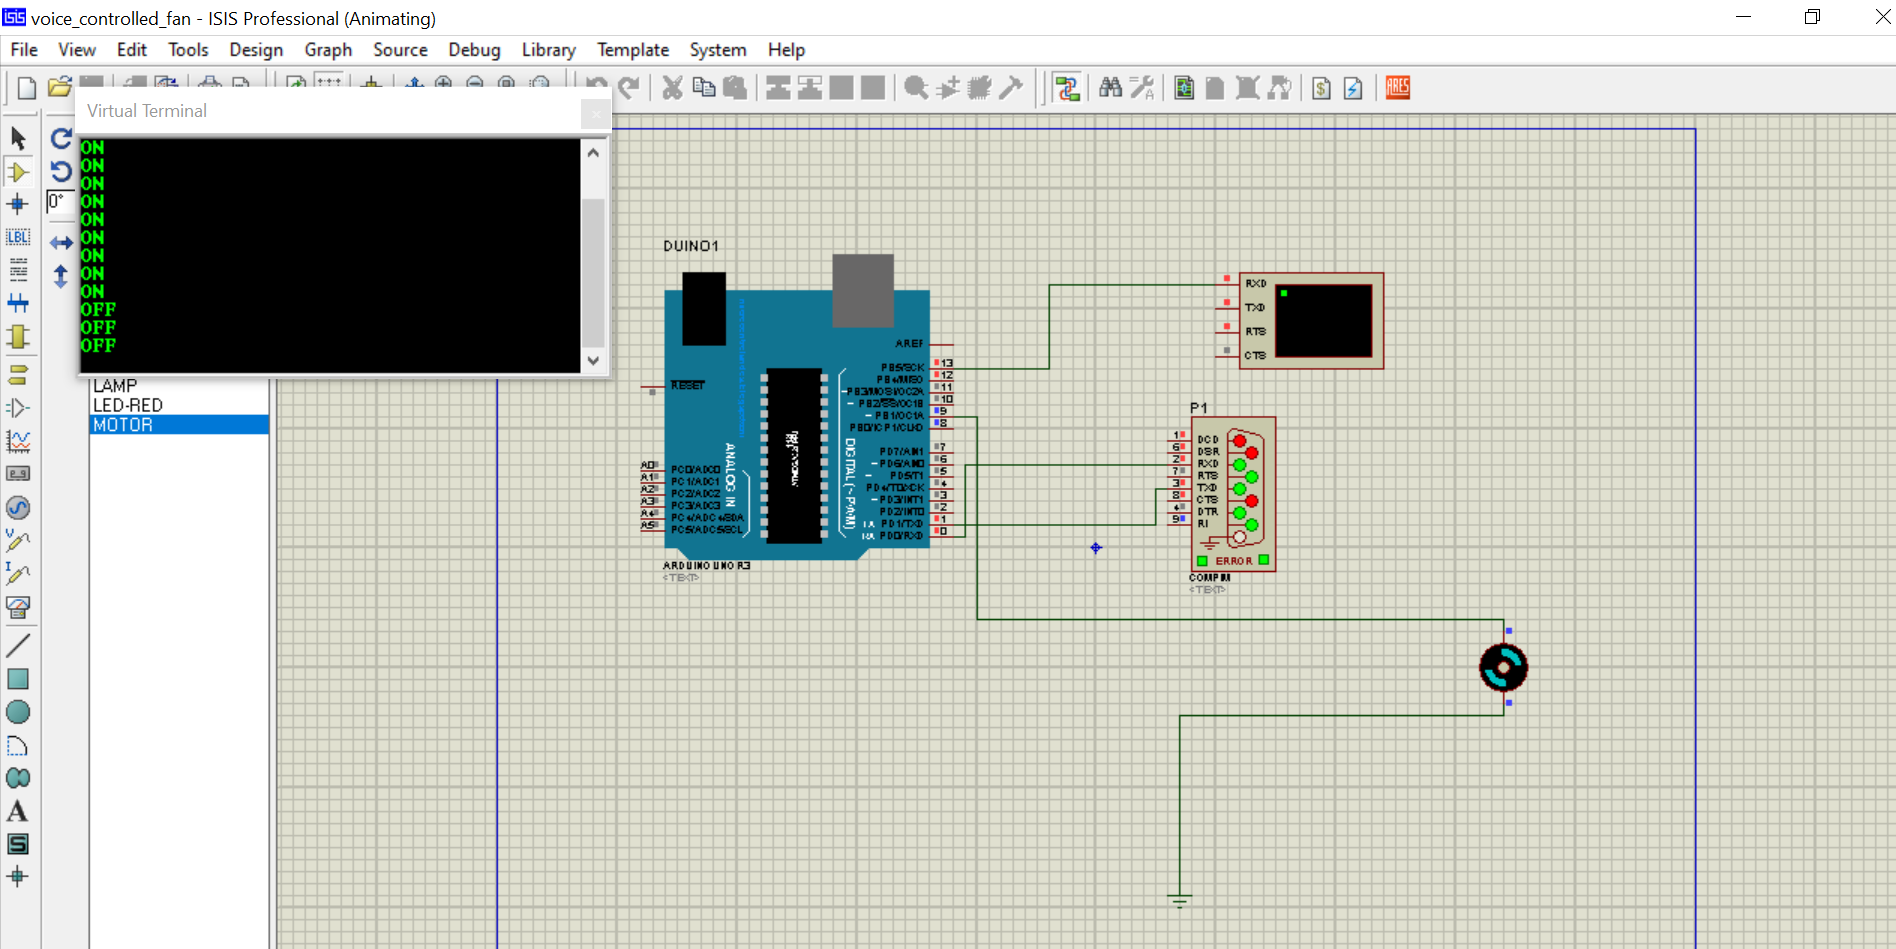 ISIS voice_controlled_fan - ISIS Professional (Animating)
File View Edit Tools Design Graph Source Debug Library Template System Help
ARES
Virtual Terminal
ON
ON
ON
ON
ON
ON
ON
ON
ON
OFF
OFF
OFF
0°
LBL
LAMP
LED-RED
MOTOR
A
S
DUINO1
AREF
RESET
PB5/SCK 13
PB4/MISO 12
~PB3/MOSI/OC2A 11
~ PB2/SS/OC1B 10
~ PB1/OC1A 9
PB0/ICP1/CLKO 8
PD7/AIN1 7
~ PD6/AIN0 6
~ PD5/T1 5
PD4/T0/XCK 4
~ PD3/INT1 3
PD2/INT0 2
TX PD1/TXD 1
RX PD0/RXD 0
DIGITAL (~PWM)
ANALOG IN
A0 PC0/ADC0
A1 PC1/ADC1
A2 PC2/ADC2
A3 PC3/ADC3
A4 PC4/ADC4/SDA
A5 PC5/ADC5/SCL
ARDUINO UNO R3
<TEXT>
RXD
TXD
RTS
CTS
P1
1 DCD
6 DSR
2 RXD
7 RTS
3 TXD
8 CTS
4 DTR
9 RI
ERROR
COMPIM
<TEXT>